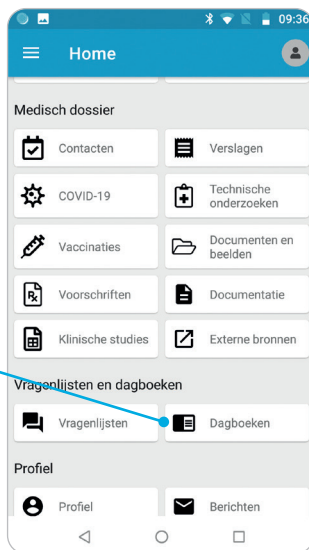 09:36
Home
Medisch dossier
Contacten
Verslagen
COVID-19
Technische
onderzoeken
Vaccinaties
Documenten en
beelden
Rx
Voorschriften
Documentatie
Klinische studies
Externe bronnen
Vragenlijsten en dagboeken
Vragenlijsten
Dagboeken
Profiel
Profiel
Berichten